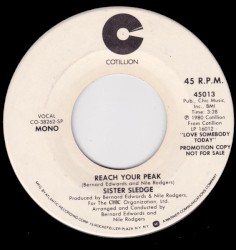 COTILLION
45 R.P.M.
VOCAL
CO-38262-SP
MONO
45013
Pub., Chic Music,
Inc., BMI
Time: 3:28
℗ 1980 Cotillion
From Cotillion
LP 16012
"LOVE SOMEBODY
TODAY"
PROMOTION COPY
NOT FOR SALE
REACH YOUR PEAK
(Bernard Edwards and Nile Rodgers)
SISTER SLEDGE
Produced by Bernard Edwards & Nile Rodgers
For The CHIC Organization, Ltd.
Arranged and Conducted by
Bernard Edwards and
Nile Rodgers